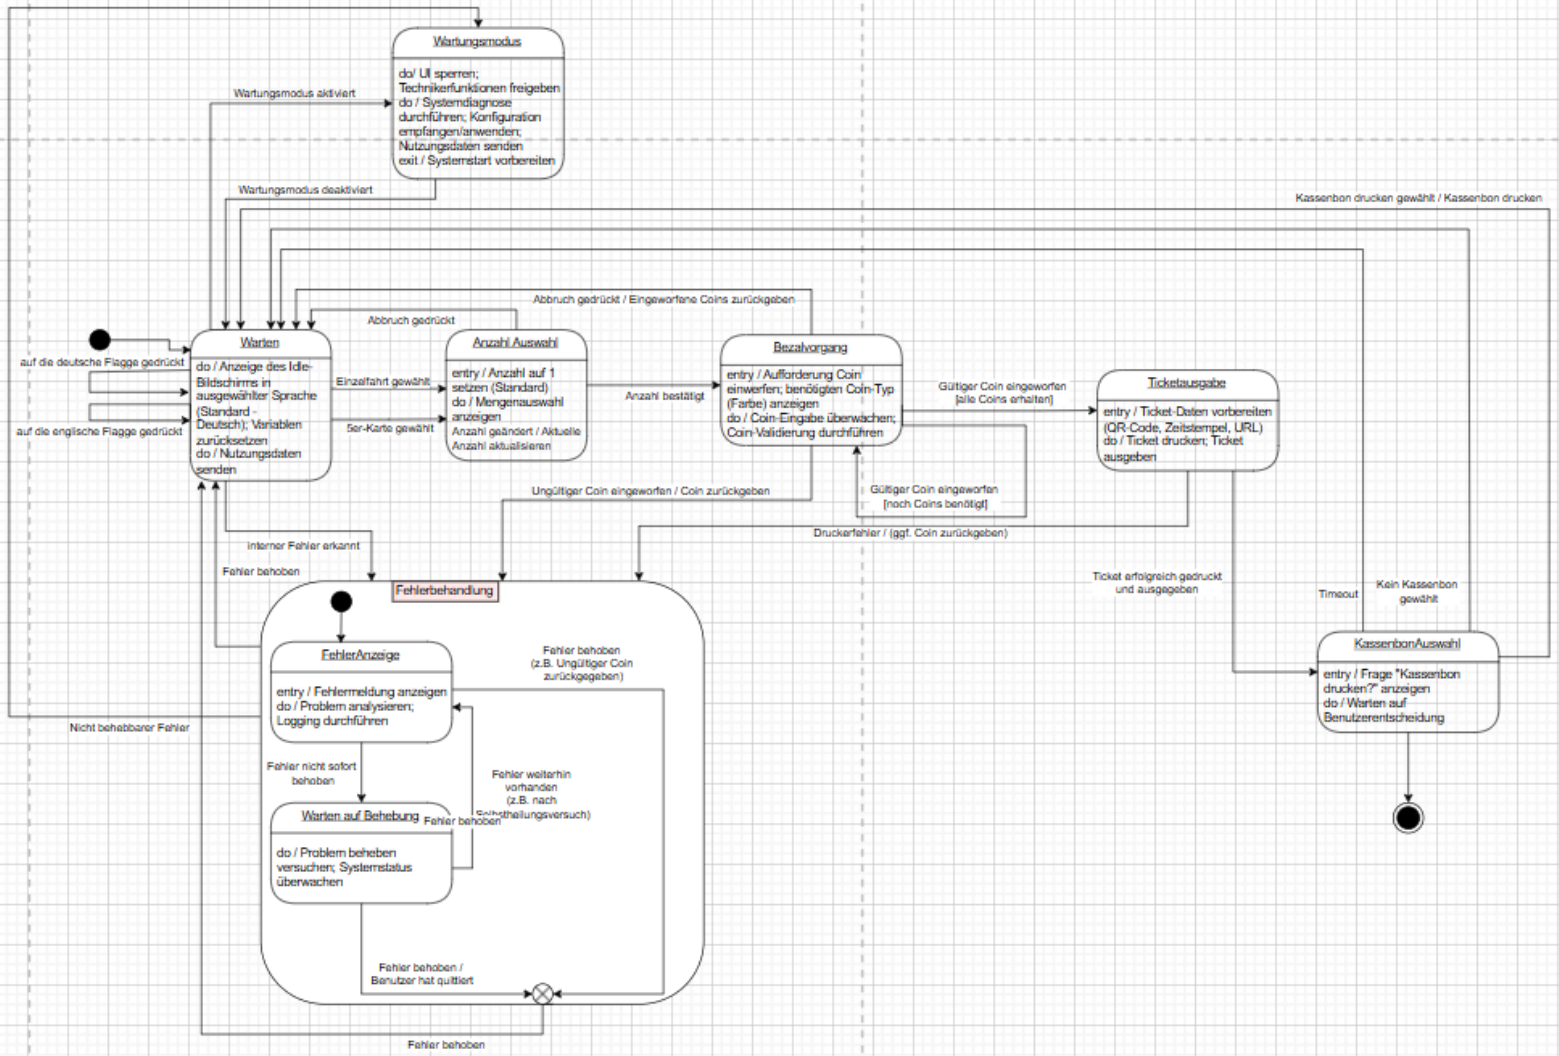 Wartungsmodus
do/ UI sperren;
Technikerfunktionen freigeben
do / Systemdiagnose
durchführen; Konfiguration
empfangen/anwenden;
Nutzungsdaten senden
exit / Systemstart vorbereiten
Wartungsmodus aktiviert
Wartungsmodus deaktiviert
Kassenbon drucken gewählt / Kassenbon drucken
Abbruch gedrückt / Eingeworfene Coins zurückgeben
Abbruch gedrückt
auf die deutsche Flagge gedrückt
auf die englische Flagge gedrückt
Warten
do / Anzeige des Idle-
Bildschirms in
ausgewählter Sprache
(Standard -
Deutsch); Variablen
zurücksetzen
do / Nutzungsdaten
senden
Einzelfahrt gewählt
5er-Karte gewählt
Anzahl Auswahl
entry / Anzahl auf 1
setzen (Standard)
do / Mengenauswahl
anzeigen
Anzahl geändert / Aktuelle
Anzahl aktualisieren
Anzahl bestätigt
Bezalvorgang
entry / Aufforderung Coin
einwerfen; benötigten Coin-Typ
(Farbe) anzeigen
do / Coin-Eingabe überwachen;
Coin-Validierung durchführen
Gültiger Coin eingeworfen
[alle Coins erhalten]
Gültiger Coin eingeworfen
[noch Coins benötigt]
Ticketausgabe
entry / Ticket-Daten vorbereiten
(QR-Code, Zeitstempel, URL)
do / Ticket drucken; Ticket
ausgeben
Ungültiger Coin eingeworfen / Coin zurückgeben
Druckerfehler / (ggf. Coin zurückgeben)
interner Fehler erkannt
Fehler behoben
Ticket erfolgreich gedruckt
und ausgegeben
Timeout
Kein Kassenbon
gewählt
KassenbonAuswahl
entry / Frage "Kassenbon
drucken?" anzeigen
do / Warten auf
Benutzerentscheidung
Fehlerbehandlung
FehlerAnzeige
entry / Fehlermeldung anzeigen
do / Problem analysieren;
Logging durchführen
Fehler behoben
(z.B. Ungültiger Coin
zurückgegeben)
Nicht behebbarer Fehler
Fehler nicht sofort
behoben
Fehler weiterhin
vorhanden
(z.B. nach
Selbstheilungsversuch)
Fehler behoben
Warten auf Behebung
do / Problem beheben
versuchen; Systemstatus
überwachen
Fehler behoben /
Benutzer hat quittiert
Fehler behoben